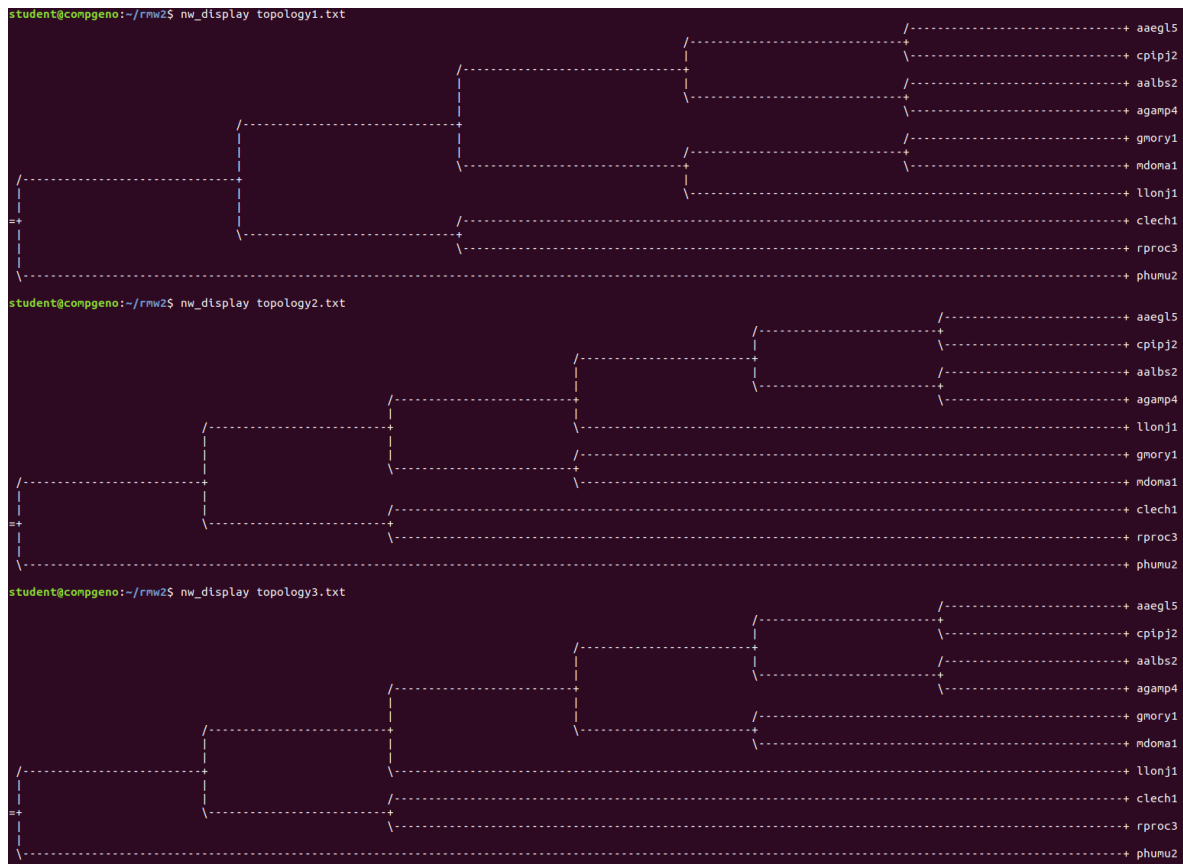 student@compgeno:~/rmw2$ nw_display topology1.txt
aaegl5
cpipj2
aalbs2
agamp4
gmory1
mdoma1
llonj1
clech1
rproc3
phumu2
student@compgeno:~/rmw2$ nw_display topology2.txt
aaegl5
cpipj2
aalbs2
agamp4
llonj1
gmory1
mdoma1
clech1
rproc3
phumu2
student@compgeno:~/rmw2$ nw_display topology3.txt
aaegl5
cpipj2
aalbs2
agamp4
gmory1
mdoma1
llonj1
clech1
rproc3
phumu2